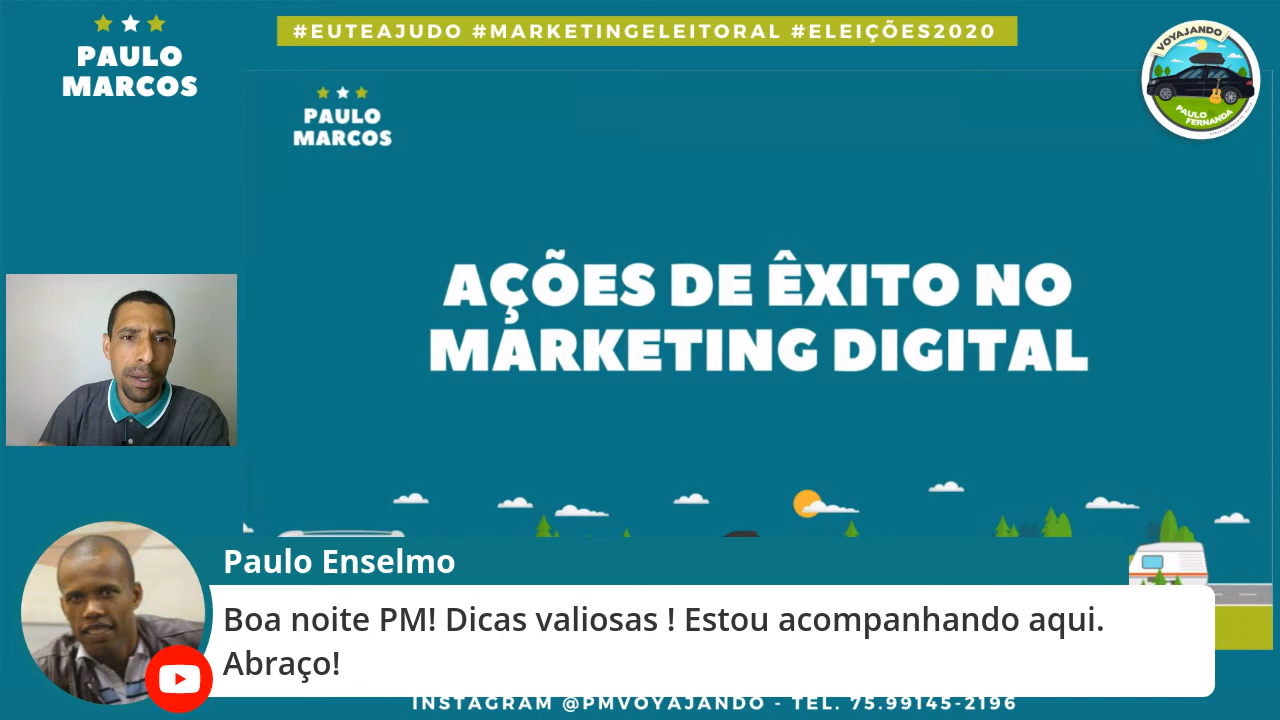 #EUTEAJUDO #MARKETINGELEITORAL #ELEIÇÕES2020
PAULO
MARCOS
VOYAJANDO
PAULO
FERNANDA
PAULO
MARCOS
AÇÕES DE ÊXITO NO
MARKETING DIGITAL
Paulo Enselmo
Boa noite PM! Dicas valiosas ! Estou acompanhando aqui.
Abraço!
INSTAGRAM @PMVOYAJANDO - TEL. 75.99145-2196